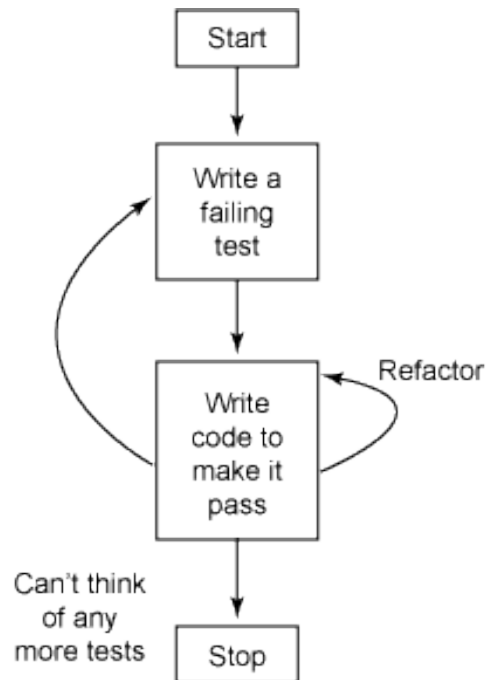 Start
Write a
failing
test
Refactor
Write
code to
make it
pass
Can't think
of any
more tests
Stop